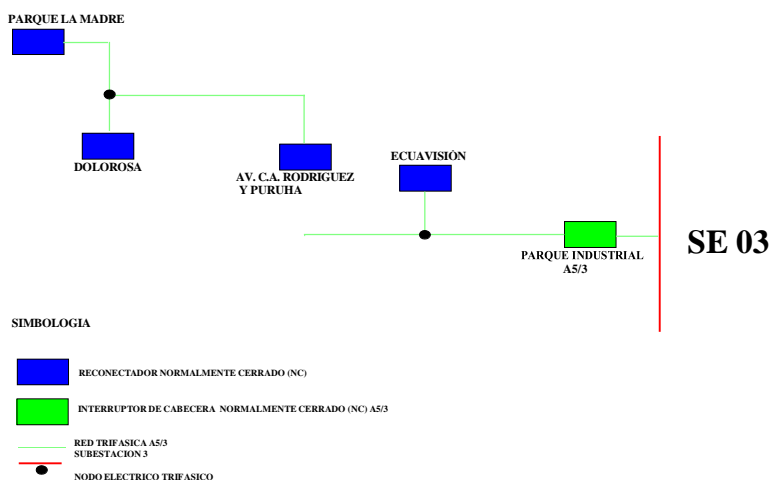 PARQUE LA MADRE
DOLOROSA
AV. C.A. RODRIGUEZ
Y PURUHA
ECUAVISIÓN
PARQUE INDUSTRIAL
A5/3
SE 03
SIMBOLOGIA
RECONECTADOR NORMALMENTE CERRADO (NC)
INTERRUPTOR DE CABECERA NORMALMENTE CERRADO (NC) A5/3
RED TRIFASICA A5/3
SUBESTACION 3
NODO ELECTRICO TRIFASICO